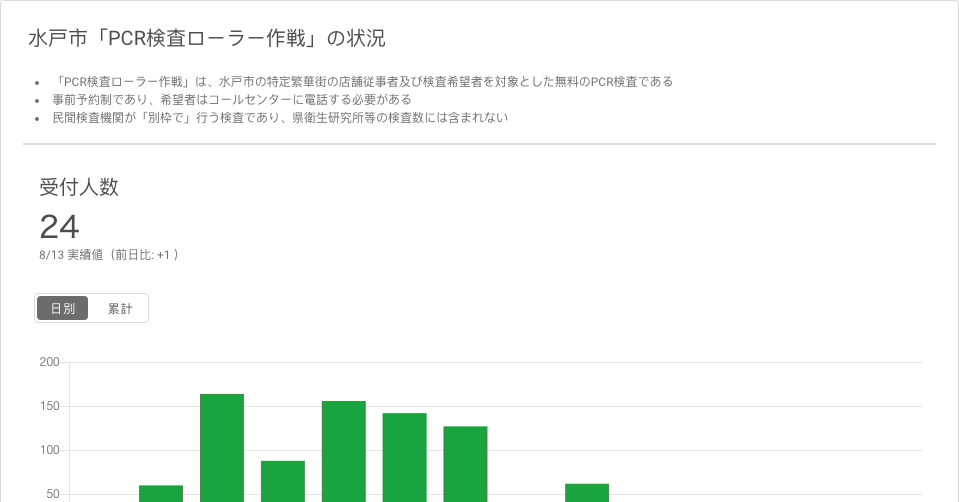 水戸市「PCR検査ローラー作戦」の状況
「PCR検査ローラー作戦」は、水戸市の特定繁華街の店舗従事者及び検査希望者を対象とした無料のPCR検査である
事前予約制であり、希望者はコールセンターに電話する必要がある
民間検査機関が「別枠で」行う検査であり、県衛生研究所等の検査数には含まれない
受付人数
24
8/13 実績値（前日比: +1 ）
日別 累計
200
150
100
50